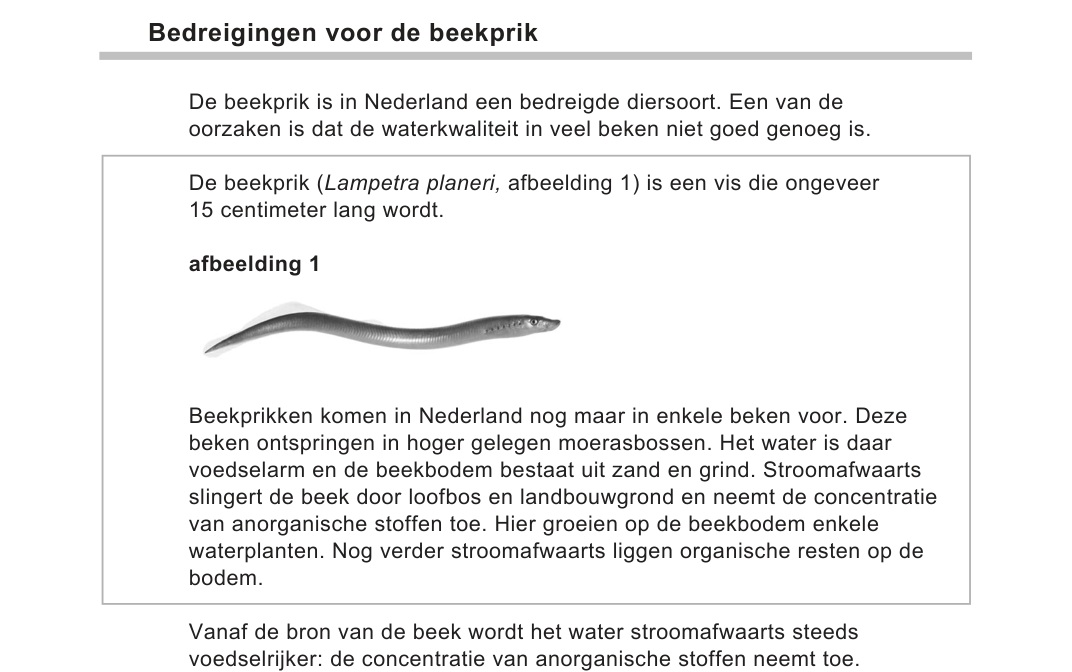 Bedreigingen voor de beekprik
De beekprik is in Nederland een bedreigde diersoort. Een van de
oorzaken is dat de waterkwaliteit in veel beken niet goed genoeg is.
De beekprik (Lampetra planeri, afbeelding 1) is een vis die ongeveer
15 centimeter lang wordt.
afbeelding 1
Beekprikken komen in Nederland nog maar in enkele beken voor. Deze
beken ontspringen in hoger gelegen moerasbossen. Het water is daar
voedselarm en de beekbodem bestaat uit zand en grind. Stroomafwaarts
slingert de beek door loofbos en landbouwgrond en neemt de concentratie
van anorganische stoffen toe. Hier groeien op de beekbodem enkele
waterplanten. Nog verder stroomafwaarts liggen organische resten op de
bodem.
Vanaf de bron van de beek wordt het water stroomafwaarts steeds
voedselrijker: de concentratie van anorganische stoffen neemt toe.